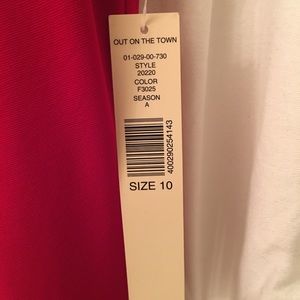 OUT ON THE TOWN
01-029-00-730
STYLE
20220
COLOR
F3025
SEASON
A
400290254143
SIZE 10